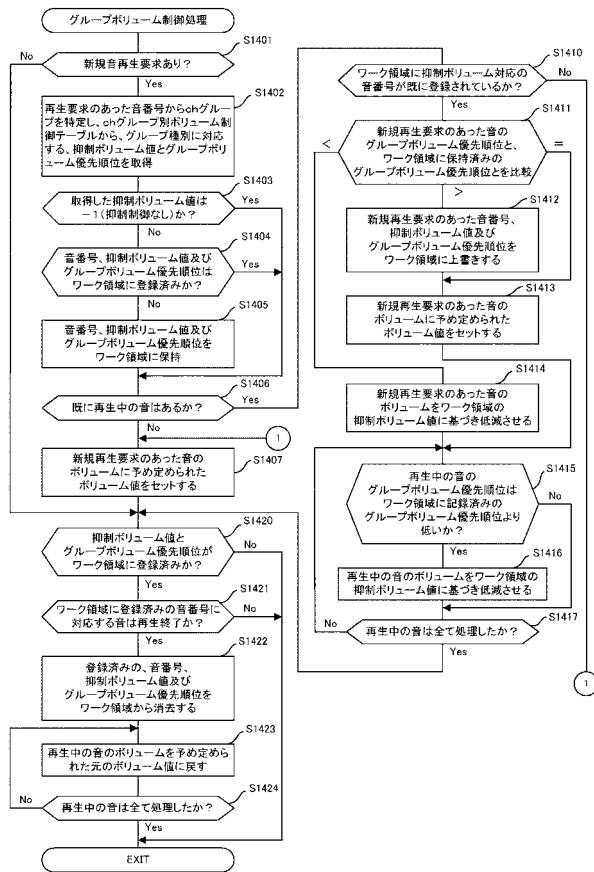 グループボリューム制御処理
S1401
新規音再生要求あり？
No
Yes
S1402
再生要求のあった音番号からchグループ
を特定し、chグループ別ボリューム制
御テーブルから、グループ種別に対応
する、抑制ボリューム値とグループボリ
ューム優先順位を取得
S1403
取得した抑制ボリューム値は
－1（抑制制御なし）か？
Yes
No
S1404
音番号、抑制ボリューム値及び
グループボリューム優先順位は
ワーク領域に登録済みか？
Yes
No
S1405
音番号、抑制ボリューム値及び
グループボリューム優先順位を
ワーク領域に保持
S1406
既に再生中の音はあるか？
Yes
No
1
S1407
新規再生要求のあった音の
ボリュームに予め定められた
ボリューム値をセットする
S1420
抑制ボリューム値と
グループボリューム優先順位が
ワーク領域に登録済みか？
No
Yes
S1421
ワーク領域に登録済みの音番号に
対応する音は再生終了か？
No
Yes
S1422
登録済みの、音番号、
抑制ボリューム値及び
グループボリューム優先順位を
ワーク領域から消去する
S1423
再生中の音のボリュームを予め定めら
れた元のボリューム値に戻す
S1424
再生中の音は全て処理したか？
No
Yes
EXIT
S1410
ワーク領域に抑制ボリューム対応の
音番号が既に登録されているか？
No
Yes
S1411
新規再生要求のあった音の
グループボリューム優先順位と、
ワーク領域に保持済みの
グループボリューム優先順位とを比較
＜
＝
＞
S1412
新規再生要求のあった音番号、
抑制ボリューム値及び
グループボリューム優先順位を
ワーク領域に上書きする
S1413
新規再生要求のあった音の
ボリュームに予め定められた
ボリューム値をセットする
S1414
新規再生要求のあった音の
ボリュームをワーク領域の
抑制ボリューム値に基づき低減させる
S1415
再生中の音の
グループボリューム優先順位は
ワーク領域に記録済みの
グループボリューム優先順位より
低いか？
No
Yes
S1416
再生中の音のボリュームをワーク領域の
抑制ボリューム値に基づき低減させる
S1417
再生中の音は全て処理したか？
No
Yes
1